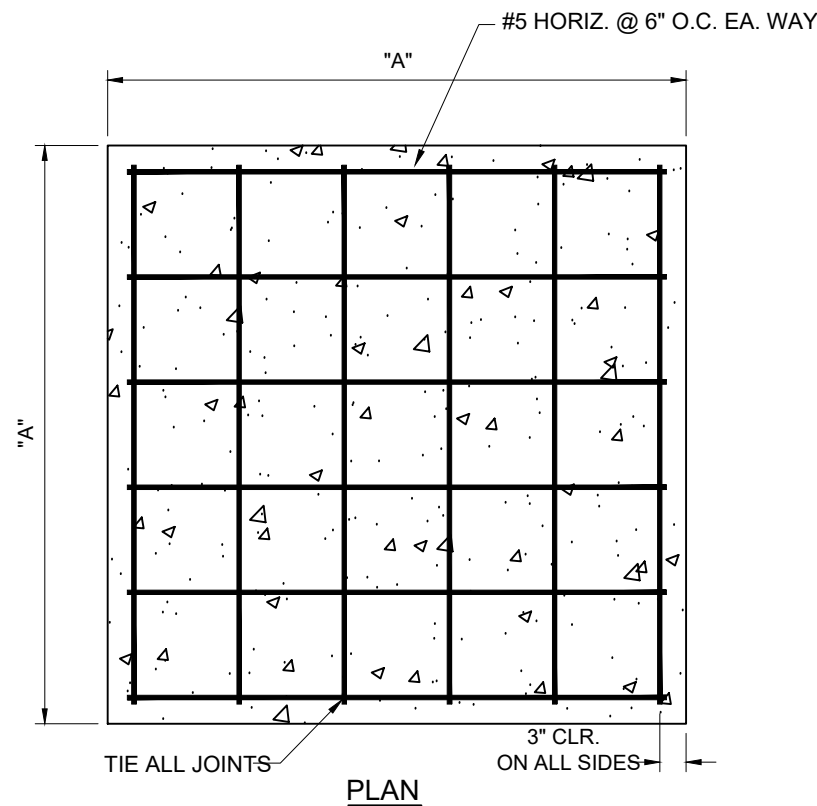 #5 HORIZ. @ 6" O.C. EA. WAY
"A"
"A"
TIE ALL JOINTS
3" CLR.
ON ALL SIDES
PLAN